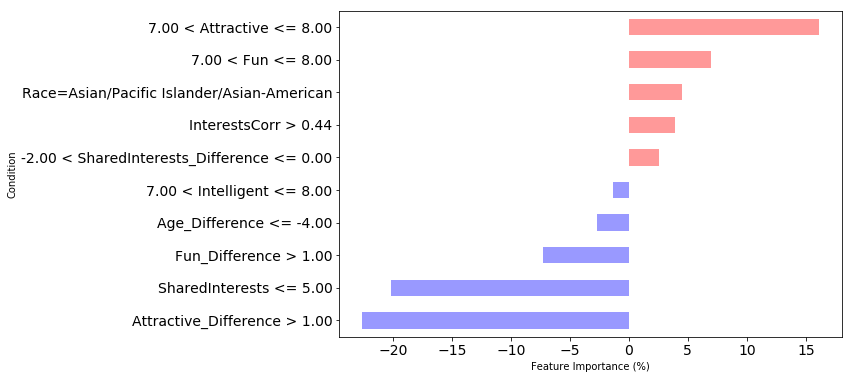 7.00 < Attractive <= 8.00
7.00 < Fun <= 8.00
Race=Asian/Pacific Islander/Asian-American
InterestsCorr > 0.44
-2.00 < SharedInterests_Difference <= 0.00
7.00 < Intelligent <= 8.00
Age_Difference <= -4.00
Fun_Difference > 1.00
SharedInterests <= 5.00
Attractive_Difference > 1.00
Condition
−20 −15 −10 −5 0 5 10 15
Feature Importance (%)